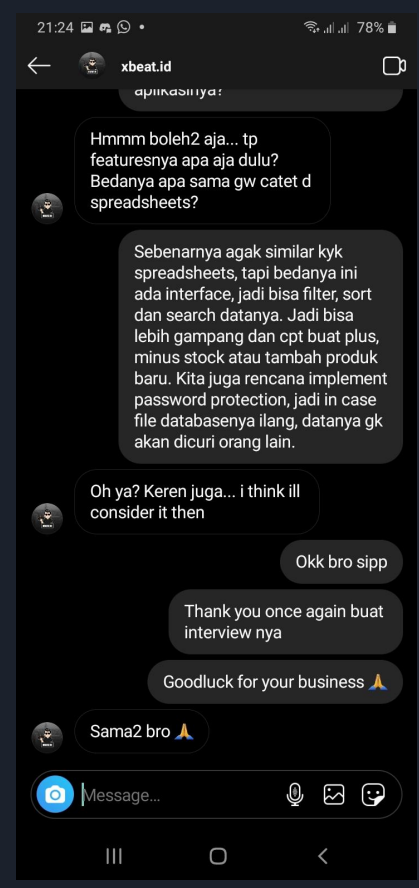 21:24
78%
xbeat.id
aplikasinya?
Hmmm boleh2 aja... tp
featuresnya apa aja dulu?
Bedanya apa sama gw catet d
spreadsheets?
Sebenarnya agak similar kyk
spreadsheets, tapi bedanya ini
ada interface, jadi bisa filter, sort
dan search datanya. Jadi bisa
lebih gampang dan cpt buat plus,
minus stock atau tambah produk
baru. Kita juga rencana implement
password protection, jadi in case
file databasenya ilang, datanya gk
akan dicuri orang lain.
Oh ya? Keren juga... i think ill
consider it then
Okk bro sipp
Thank you once again buat
interview nya
Goodluck for your business 🙏
Sama2 bro 🙏
Message...